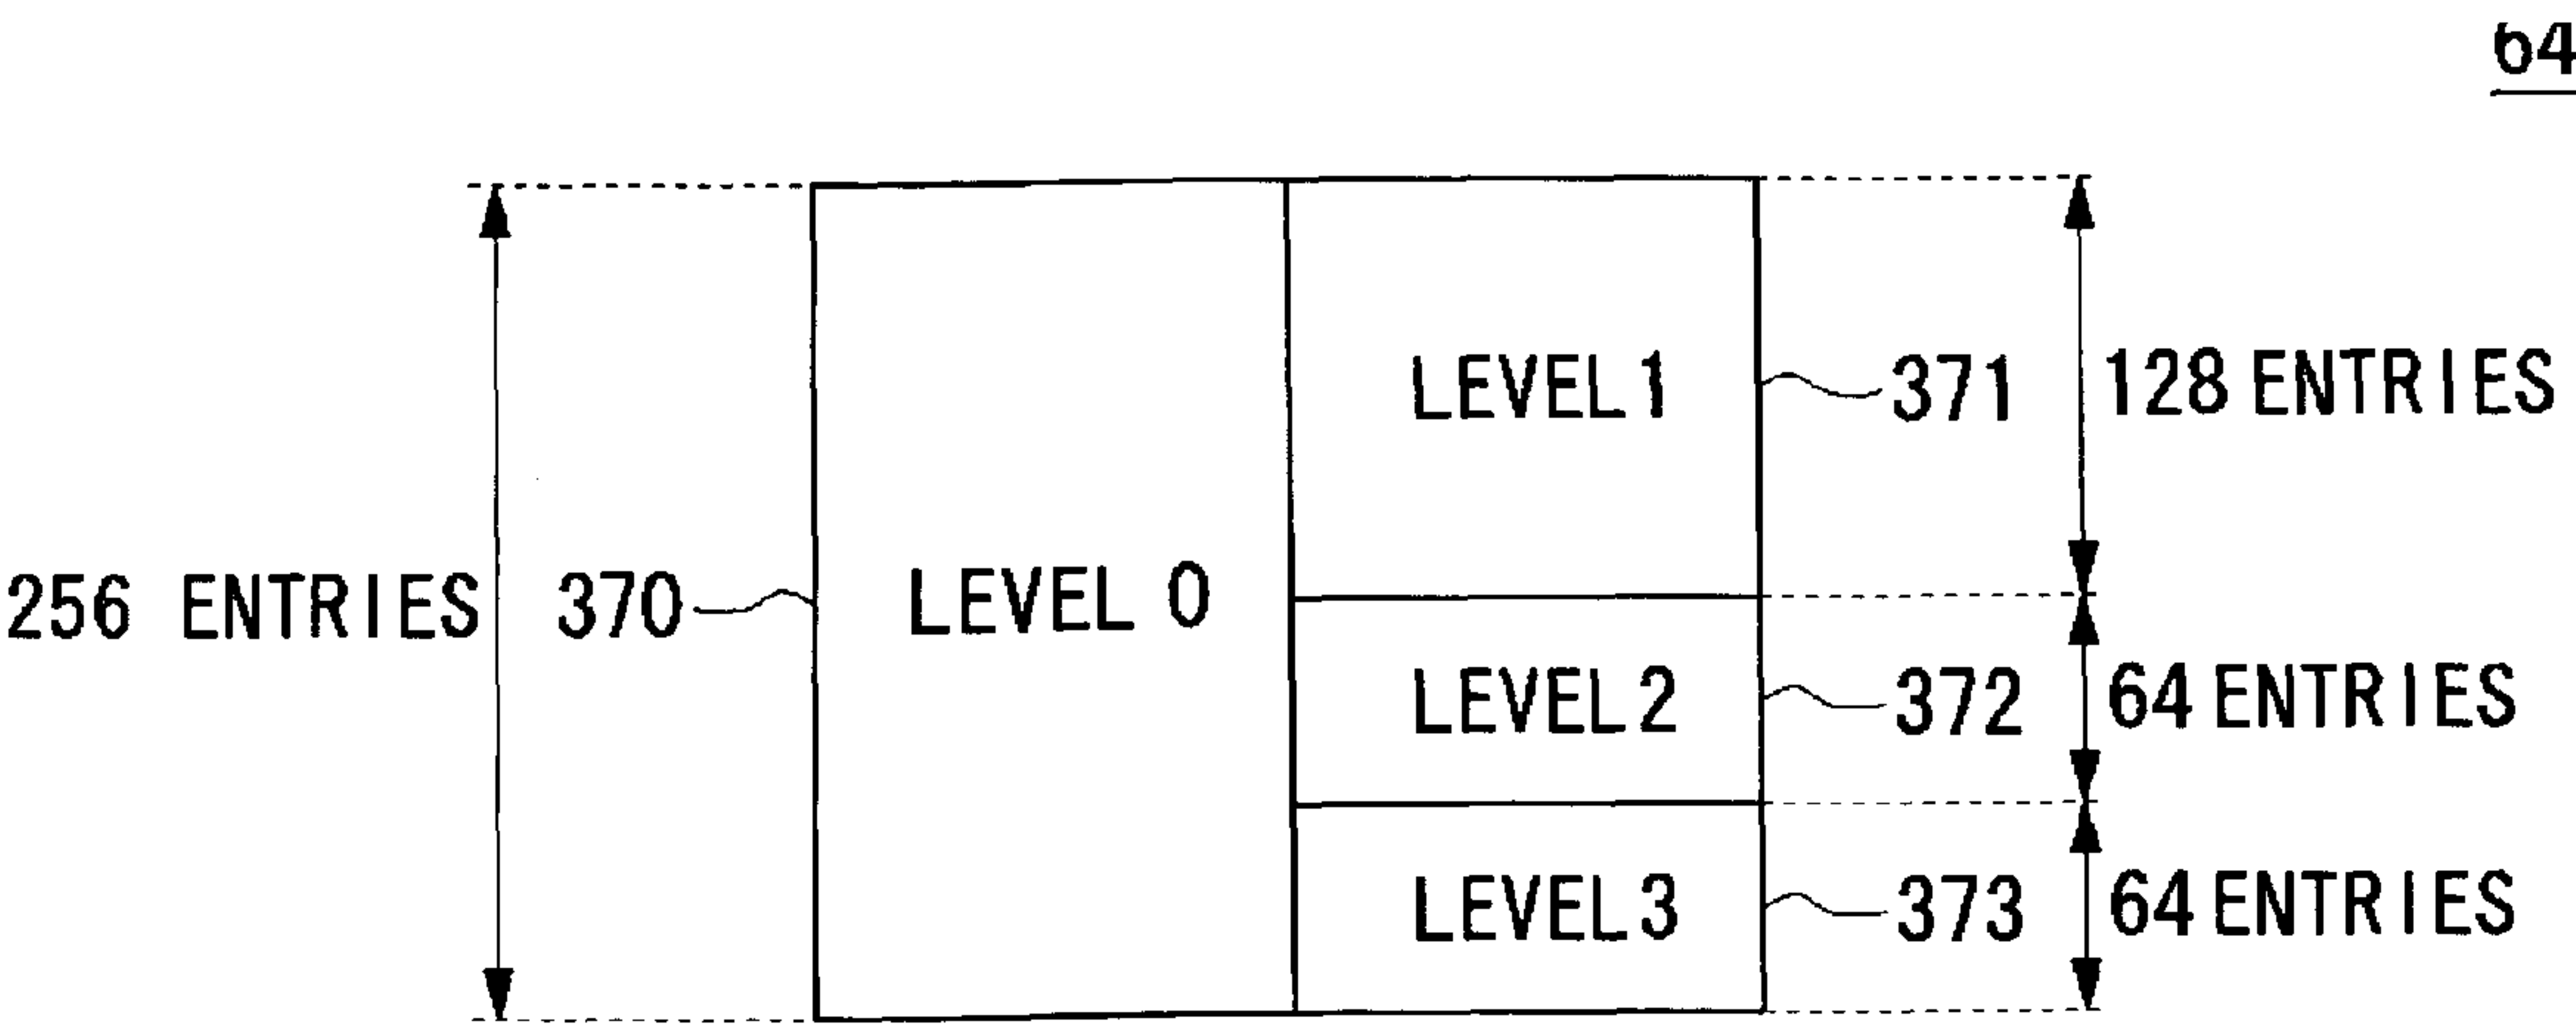 64
LEVEL 1
371
128 ENTRIES
256 ENTRIES
370
LEVEL 0
LEVEL 2
372
64 ENTRIES
LEVEL 3
373
64 ENTRIES